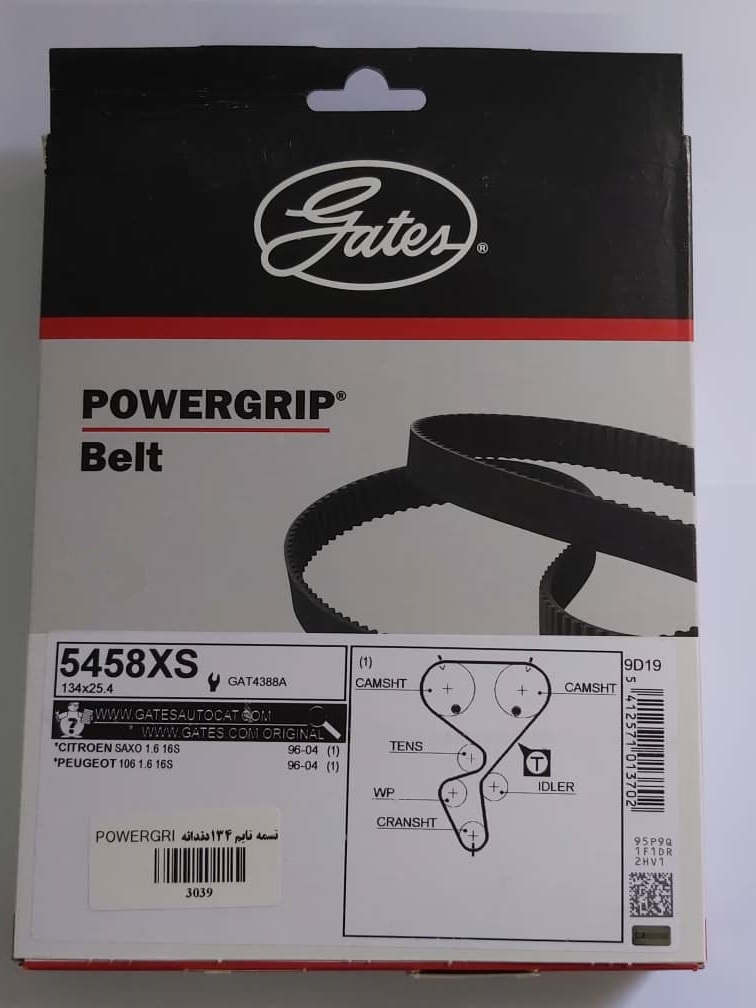 Gates®
POWERGRIP®
Belt
5458XS
134x25.4
GAT4388A
WWW.GATESAUTOCAT.COM
WWW.GATES.COM ORIGINAL
*CITROEN SAXO 1.6 16S 96-04 (1)
*PEUGEOT 106 1.6 16S 96-04 (1)
(1)
CAMSHT
CAMSHT
TENS
T
IDLER
WP
CRANSHT
9D19
5 412571 013702
95P9Q
1F1DR
2HV1
تسمه تایم ۱۳۴ دندانه POWERGRI
3039